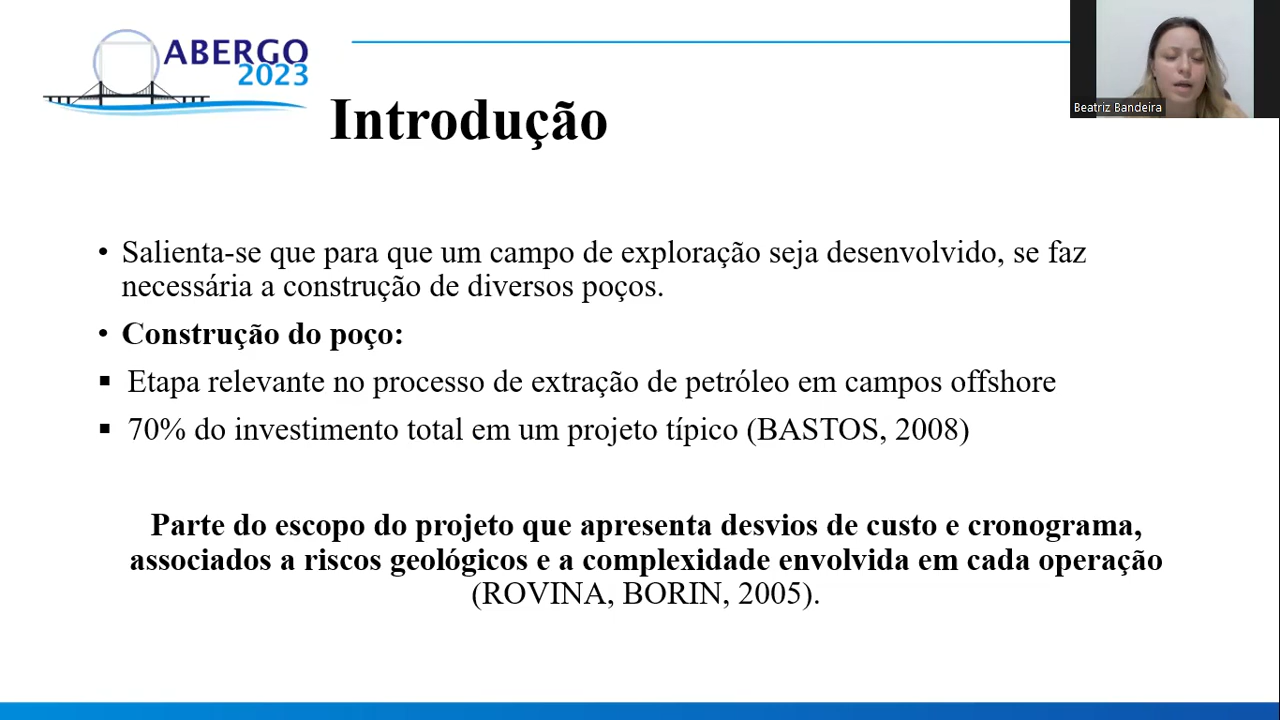 ABERGO
2023
Beatriz Bandeira
Introdução
• Salienta-se que para que um campo de exploração seja desenvolvido, se faz
necessária a construção de diversos poços.
• Construção do poço:
▪ Etapa relevante no processo de extração de petróleo em campos offshore
▪ 70% do investimento total em um projeto típico (BASTOS, 2008)
Parte do escopo do projeto que apresenta desvios de custo e cronograma,
associados a riscos geológicos e a complexidade envolvida em cada operação
(ROVINA, BORIN, 2005).